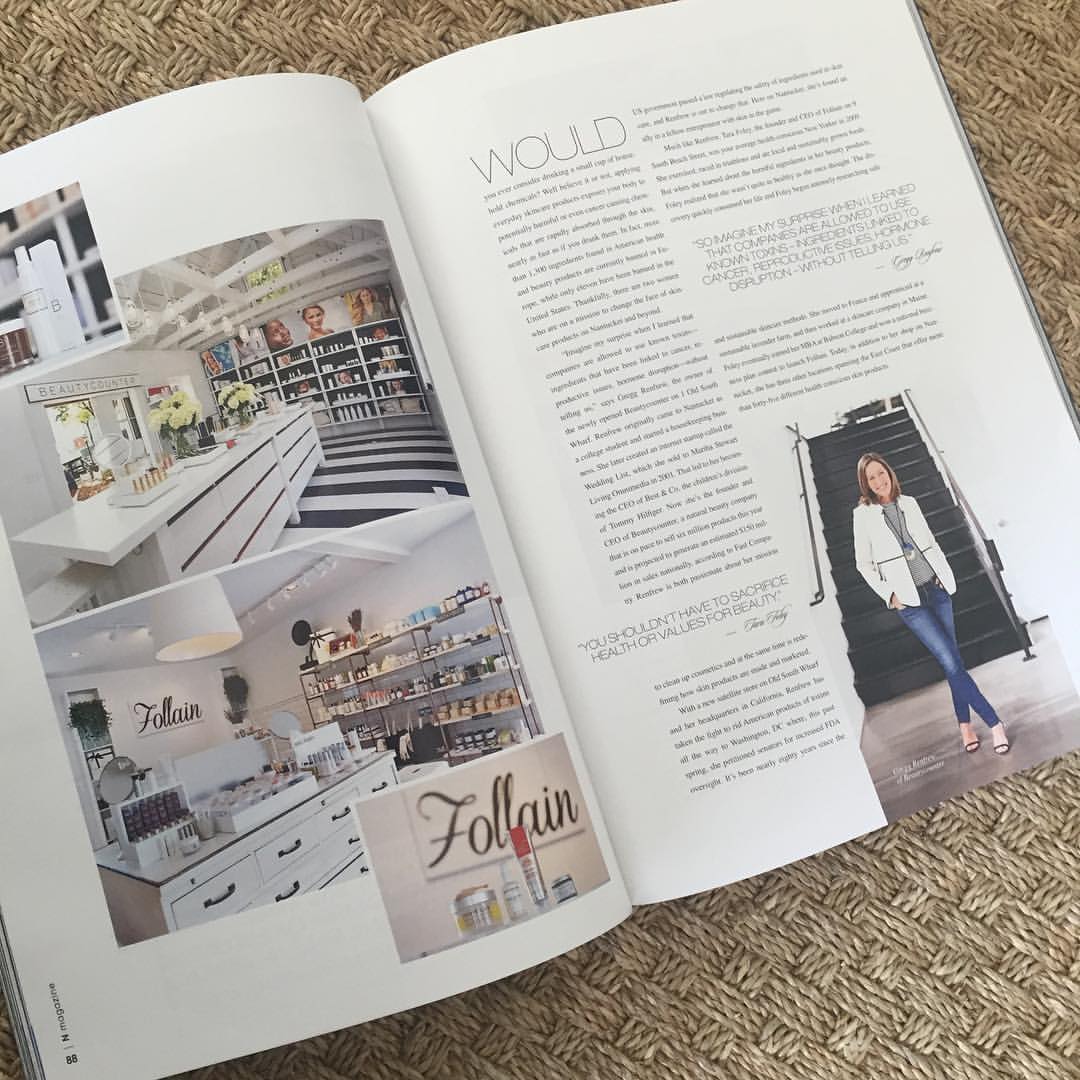 B
BEAUTYCOUNTER
Follain
Follain
88 | N magazine
WOULD
you ever consider drinking a small cup of house-
hold chemicals? Well believe it or not, applying
everyday skincare products exposes your body to
potentially harmful or even cancer causing chem-
icals that are rapidly absorbed through the skin,
nearly as fast as if you drank them. In fact, more
than 1,300 ingredients found in American health
and beauty products are currently banned in Eu-
rope, while only eleven have been banned in the
United States. Thankfully, there are two women
who are on a mission to change the face of skin-
care products on Nantucket and beyond.
"Imagine my surprise when I learned that
companies are allowed to use known toxins—
ingredients that have been linked to cancer, re-
productive issues, hormone disruption—without
telling us," says Gregg Renfrew, the owner of
the newly opened Beautycounter on 1 Old South
Wharf. Renfrew originally came to Nantucket as
a college student and started a housekeeping busi-
ness. She later created an internet startup called the
Wedding List, which she sold to Martha Stewart
Living Omnimedia in 2001. That led to her becom-
ing the CEO of Best & Co, the children's division
of Tommy Hilfiger. Now she's the founder and
CEO of Beautycounter, a natural beauty company
that is on pace to sell six million products this year
and is projected to generate an estimated $150 mil-
lion in sales nationally, according to Fast Compa-
ny. Renfrew is both passionate about her mission
"YOU SHOULDN'T HAVE TO SACRIFICE
HEALTH OR VALUES FOR BEAUTY."
— Tara Foley
to clean up cosmetics and at the same time is rede-
fining how skin products are made and marketed.
With a new satellite store on Old South Wharf
and her headquarters in California, Renfrew has
taken the fight to rid American products of toxins
all the way to Washington, DC where, this past
spring, she petitioned senators for increased FDA
oversight. It's been nearly eighty years since the
US government passed a law regulating the safety of ingredients used in skin
care, and Renfrew is out to change that. Here on Nantucket, she's found an
ally in a fellow entrepreneur with skin in the game.
Much like Renfrew, Tara Foley, the founder and CEO of Follain on 9
South Beach Street, was your average health-conscious New Yorker in 2009.
She exercised, raced in triathlons and ate local and sustainably grown foods.
But when she learned about the harmful ingredients in her beauty products,
Foley realized that she wasn't quite as healthy as she once thought. The dis-
covery quickly consumed her life and Foley began intensely researching safe
"SO IMAGINE MY SURPRISE WHEN I LEARNED
THAT COMPANIES ARE ALLOWED TO USE
KNOWN TOXINS - INGREDIENTS LINKED TO
CANCER, REPRODUCTIVE ISSUES, HORMONE
DISRUPTION - WITHOUT TELLING US."
— Gregg Renfrew
and sustainable skincare methods. She moved to France and apprenticed at a
sustainable lavender farm, and then worked at a skincare company in Maine.
Foley eventually earned her MBA at Babson College and won a national busi-
ness plan contest to launch Follain. Today, in addition to her shop on Nan-
tucket, she has three other locations spanning the East Coast that offer more
than forty-five different health conscious skin products.
Gregg Renfrew
of Beautycounter